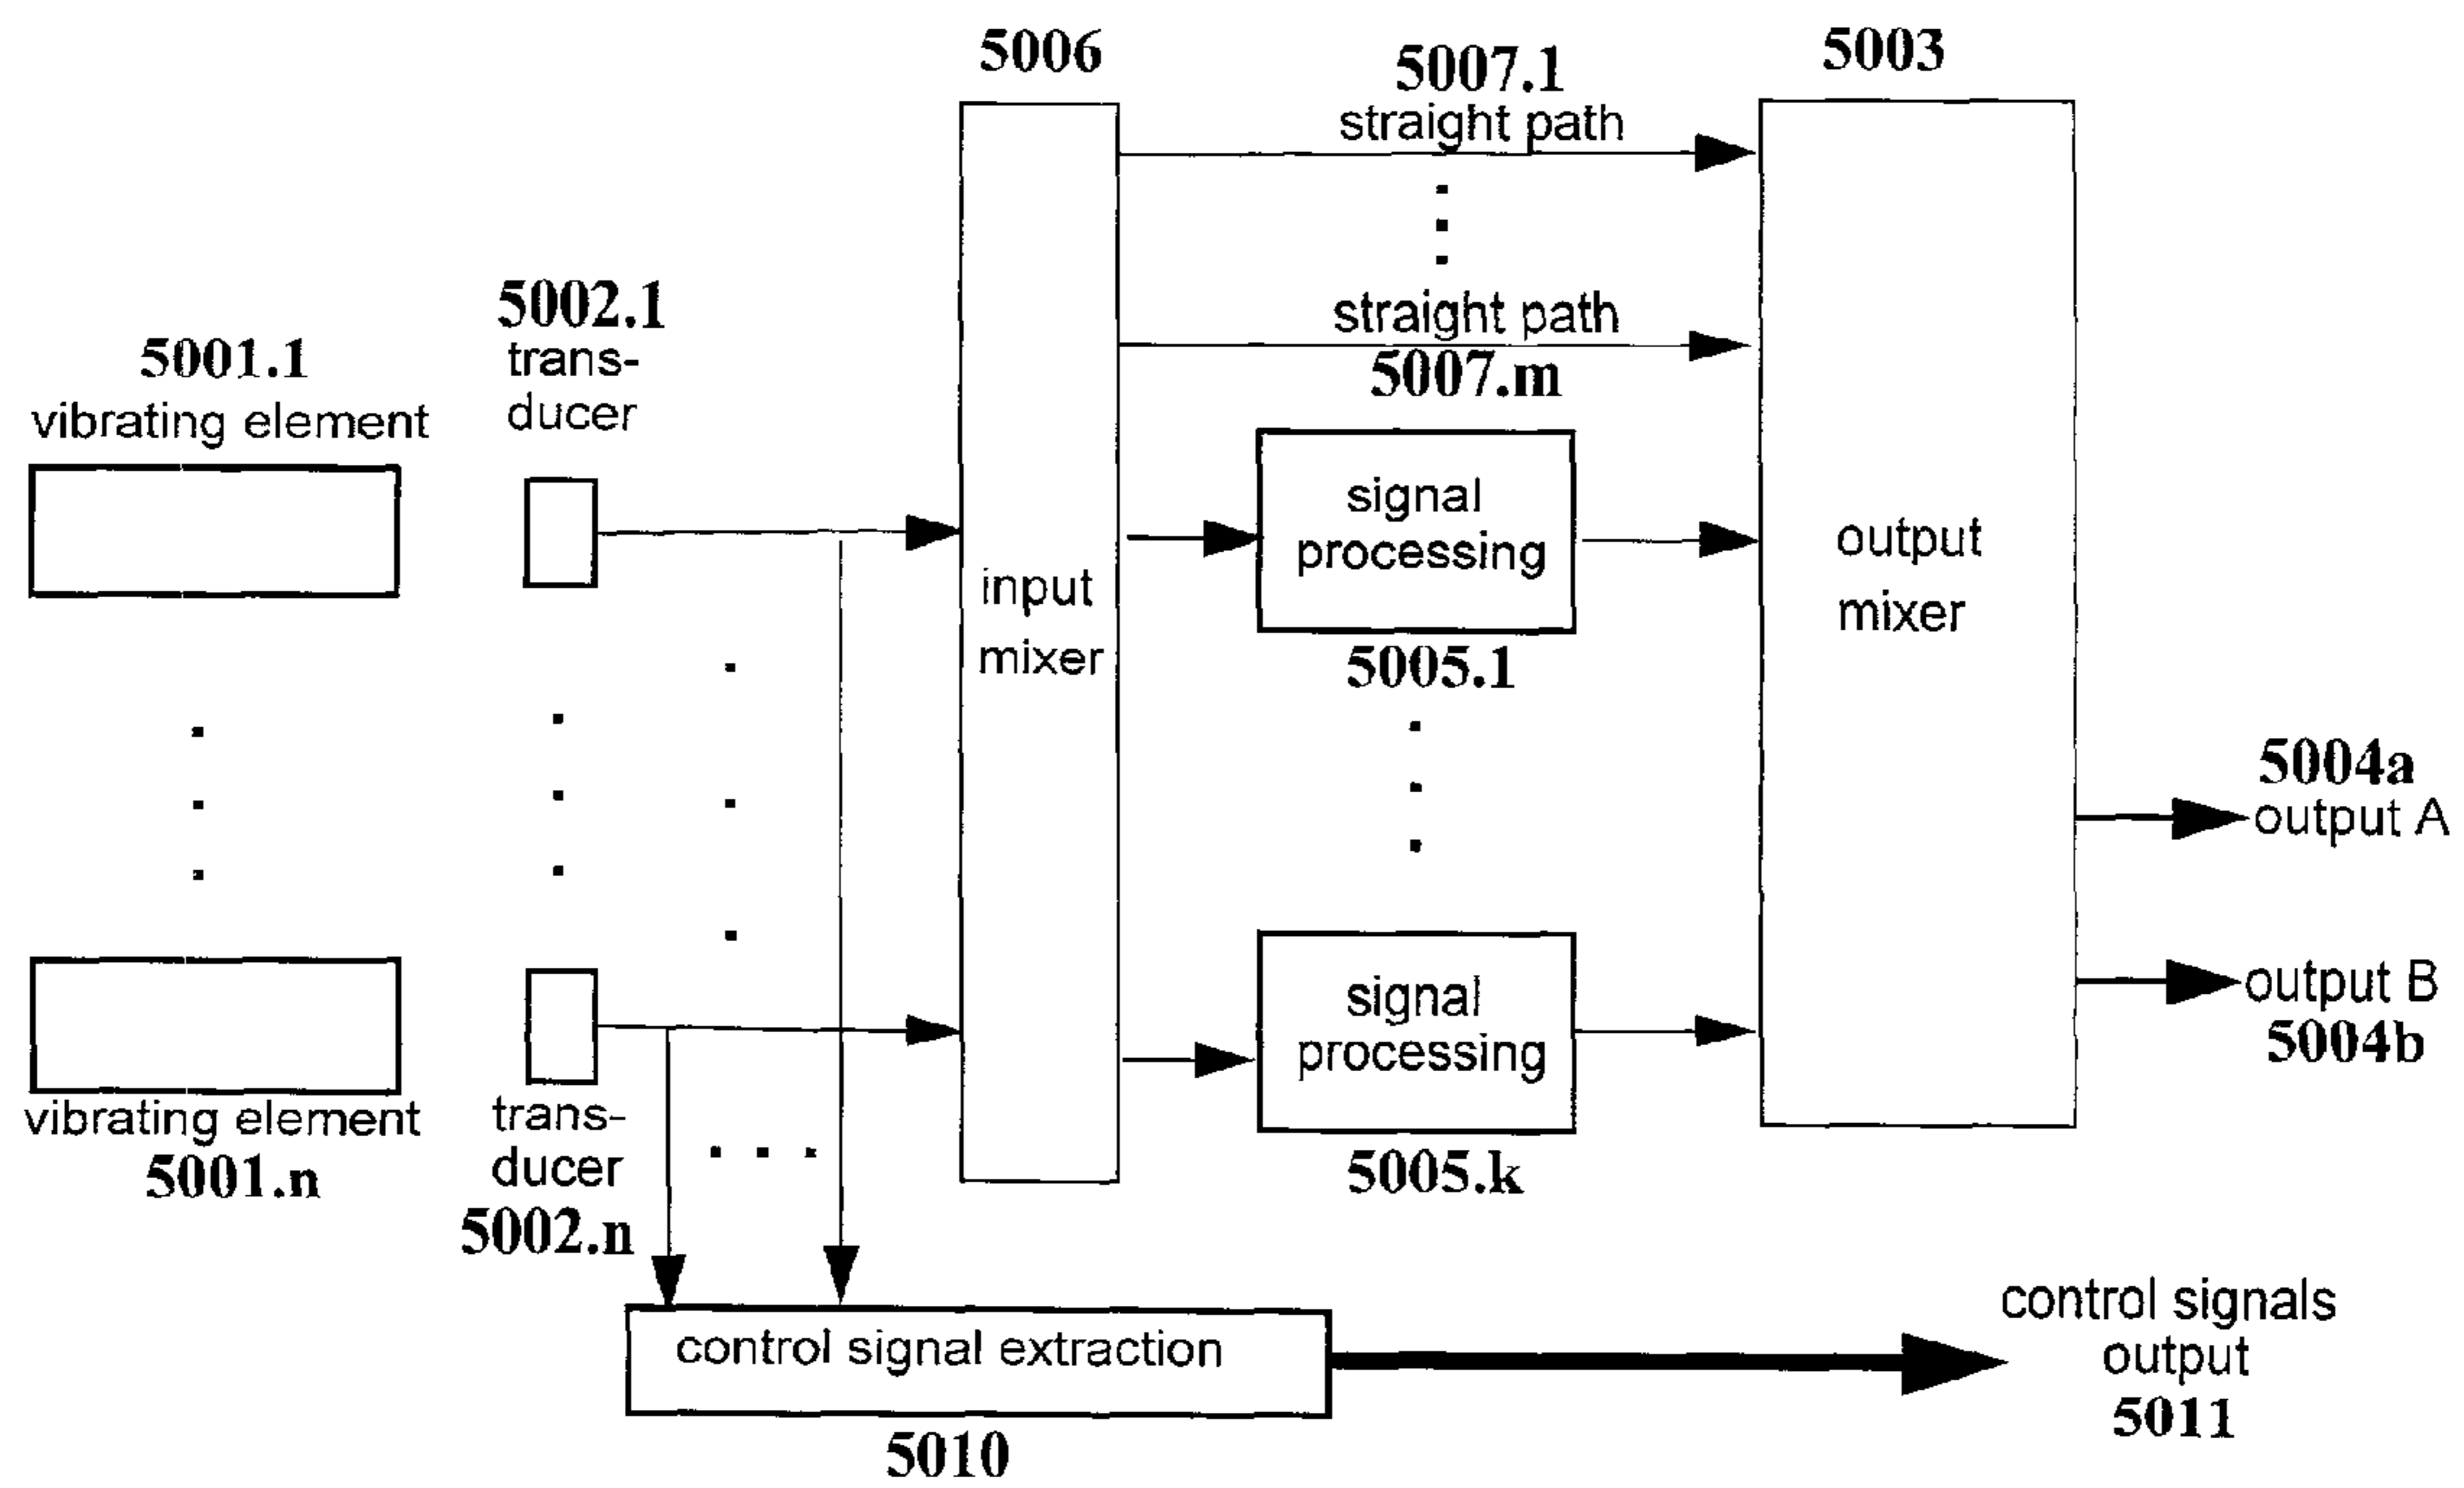 5006
5007.1
straight path
5003
straight path
5007.m
5002.1
trans-
ducer
5001.1
vibrating element
signal
processing
5005.1
input
mixer
output
mixer
5004a
output A
output B
5004b
signal
processing
5005.k
vibrating element
5001.n
trans-
ducer
5002.n
control signal extraction
5010
control signals
output
5011